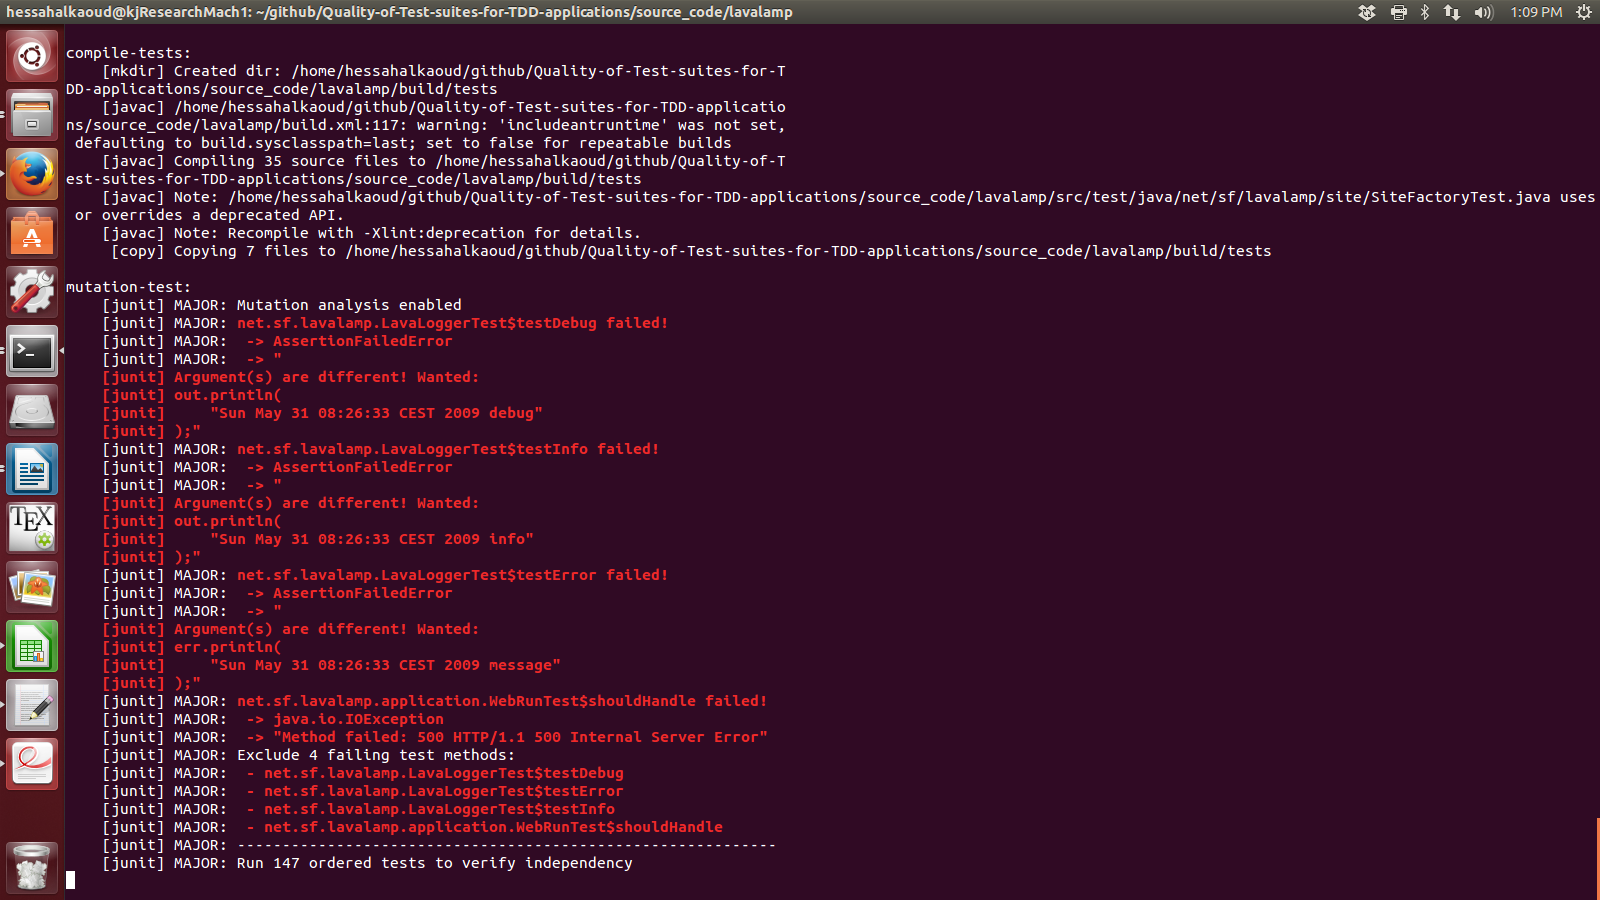 hessahalkaoud@kjResearchMach1: ~/github/Quality-of-Test-suites-for-TDD-applications/source_code/lavalamp
1:09 PM
compile-tests:
    [mkdir] Created dir: /home/hessahalkaoud/github/Quality-of-Test-suites-for-T
DD-applications/source_code/lavalamp/build/tests
    [javac] /home/hessahalkaoud/github/Quality-of-Test-suites-for-TDD-applicatio
ns/source_code/lavalamp/build.xml:117: warning: 'includeantruntime' was not set,
 defaulting to build.sysclasspath=last; set to false for repeatable builds
    [javac] Compiling 35 source files to /home/hessahalkaoud/github/Quality-of-T
est-suites-for-TDD-applications/source_code/lavalamp/build/tests
    [javac] Note: /home/hessahalkaoud/github/Quality-of-Test-suites-for-TDD-applications/source_code/lavalamp/src/test/java/net/sf/lavalamp/site/SiteFactoryTest.java uses
 or overrides a deprecated API.
    [javac] Note: Recompile with -Xlint:deprecation for details.
     [copy] Copying 7 files to /home/hessahalkaoud/github/Quality-of-Test-suites-for-TDD-applications/source_code/lavalamp/build/tests
mutation-test:
    [junit] MAJOR: Mutation analysis enabled
    [junit] MAJOR: net.sf.lavalamp.LavaLoggerTest$testDebug failed!
    [junit] MAJOR:  -> AssertionFailedError
    [junit] MAJOR:  -> "
    [junit] Argument(s) are different! Wanted:
    [junit] out.println(
    [junit]     "Sun May 31 08:26:33 CEST 2009 debug"
    [junit] );"
    [junit] MAJOR: net.sf.lavalamp.LavaLoggerTest$testInfo failed!
    [junit] MAJOR:  -> AssertionFailedError
    [junit] MAJOR:  -> "
    [junit] Argument(s) are different! Wanted:
    [junit] out.println(
    [junit]     "Sun May 31 08:26:33 CEST 2009 info"
    [junit] );"
    [junit] MAJOR: net.sf.lavalamp.LavaLoggerTest$testError failed!
    [junit] MAJOR:  -> AssertionFailedError
    [junit] MAJOR:  -> "
    [junit] Argument(s) are different! Wanted:
    [junit] err.println(
    [junit]     "Sun May 31 08:26:33 CEST 2009 message"
    [junit] );"
    [junit] MAJOR: net.sf.lavalamp.application.WebRunTest$shouldHandle failed!
    [junit] MAJOR:  -> java.io.IOException
    [junit] MAJOR:  -> "Method failed: 500 HTTP/1.1 500 Internal Server Error"
    [junit] MAJOR: Exclude 4 failing test methods:
    [junit] MAJOR:  - net.sf.lavalamp.LavaLoggerTest$testDebug
    [junit] MAJOR:  - net.sf.lavalamp.LavaLoggerTest$testError
    [junit] MAJOR:  - net.sf.lavalamp.LavaLoggerTest$testInfo
    [junit] MAJOR:  - net.sf.lavalamp.application.WebRunTest$shouldHandle
    [junit] MAJOR: ------------------------------------------------------------
    [junit] MAJOR: Run 147 ordered tests to verify independency
TEX